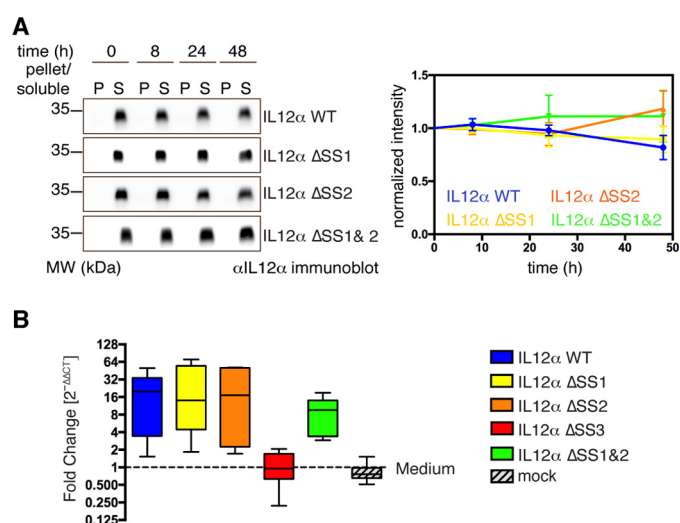 A
time (h) 0 8 24 48
pellet/
soluble P S P S P S P S
35 IL12α WT
35 IL12α ΔSS1
35 IL12α ΔSS2
35 IL12α ΔSS1& 2
MW (kDa) αIL12α immunoblot
normalized intensity
1.5
1.0
0.5
0.0
IL12α WT IL12α ΔSS2
IL12α ΔSS1 IL12α ΔSS1&2
0 10 20 30 40 50
time (h)
B
Fold Change [2^-ΔΔCT]
128
64
32
16
8
4
2
1
0.500
0.250
0.125
Medium
IL12α WT
IL12α ΔSS1
IL12α ΔSS2
IL12α ΔSS3
IL12α ΔSS1&2
mock